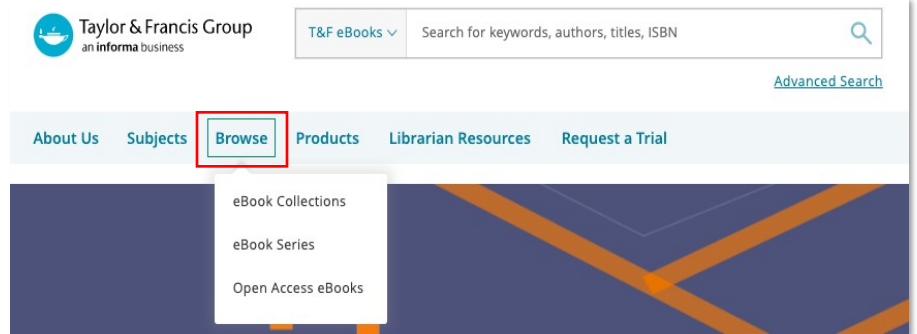 Taylor & Francis Group
an informa business
T&F eBooks
Search for keywords, authors, titles, ISBN
Advanced Search
About Us Subjects Browse Products Librarian Resources Request a Trial
eBook Collections
eBook Series
Open Access eBooks